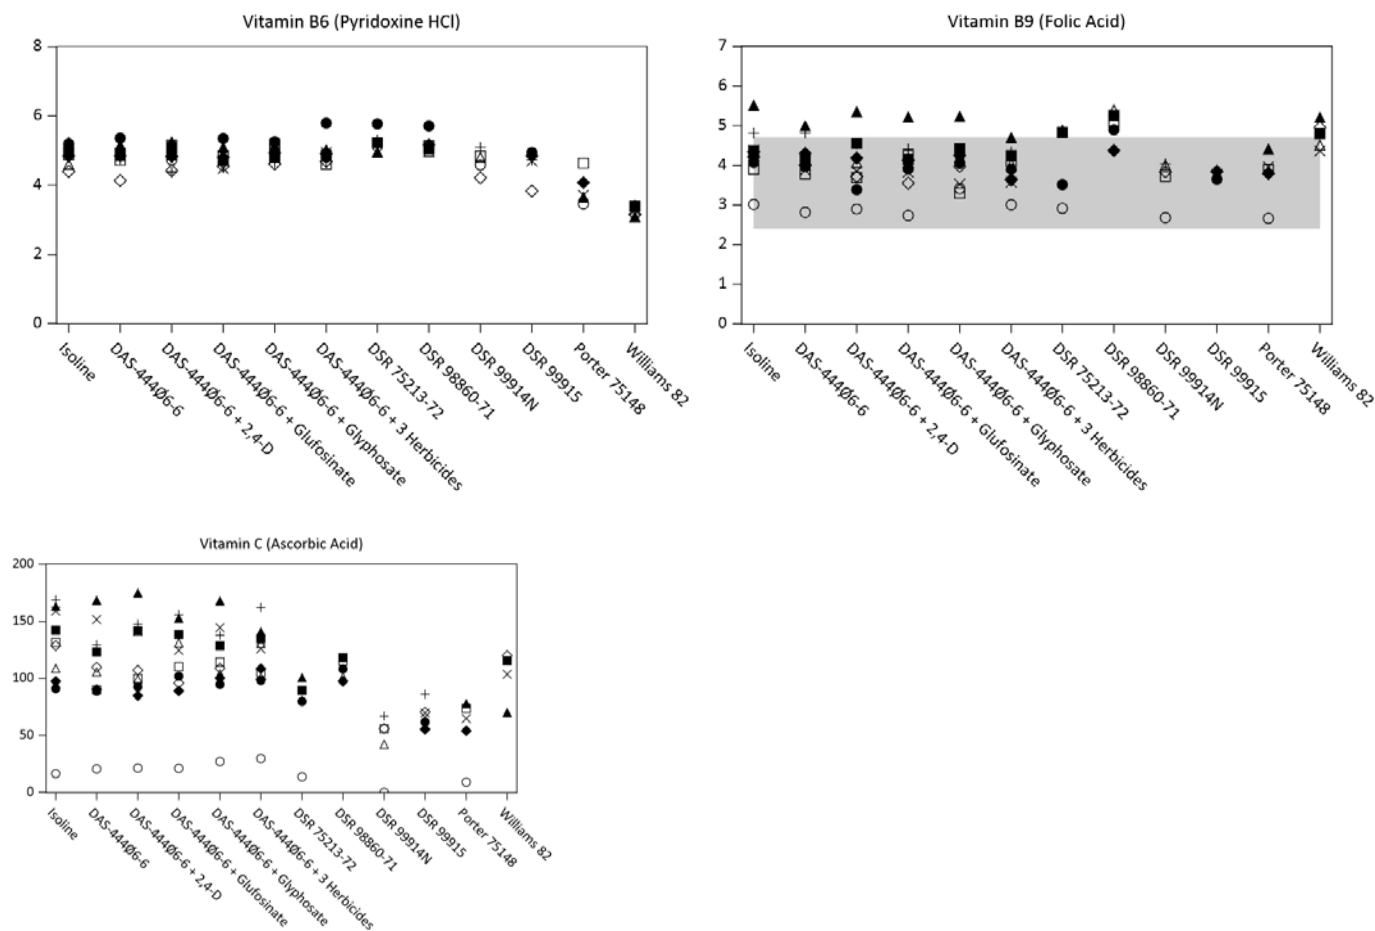 Vitamin B6 (Pyridoxine HCl)
8
6
4
2
0
Isoline
DAS-444Ø6-6
DAS-444Ø6-6 + 2,4-D
DAS-444Ø6-6 + Glufosinate
DAS-444Ø6-6 + Glyphosate
DAS-444Ø6-6 + 3 Herbicides
DSR 75213-72
DSR 98860-71
DSR 99914N
DSR 99915
Porter 75148
Williams 82
Vitamin B9 (Folic Acid)
7
6
5
4
3
2
1
0
Isoline
DAS-444Ø6-6
DAS-444Ø6-6 + 2,4-D
DAS-444Ø6-6 + Glufosinate
DAS-444Ø6-6 + Glyphosate
DAS-444Ø6-6 + 3 Herbicides
DSR 75213-72
DSR 98860-71
DSR 99914N
DSR 99915
Porter 75148
Williams 82
Vitamin C (Ascorbic Acid)
200
150
100
50
0
Isoline
DAS-444Ø6-6
DAS-444Ø6-6 + 2,4-D
DAS-444Ø6-6 + Glufosinate
DAS-444Ø6-6 + Glyphosate
DAS-444Ø6-6 + 3 Herbicides
DSR 75213-72
DSR 98860-71
DSR 99914N
DSR 99915
Porter 75148
Williams 82